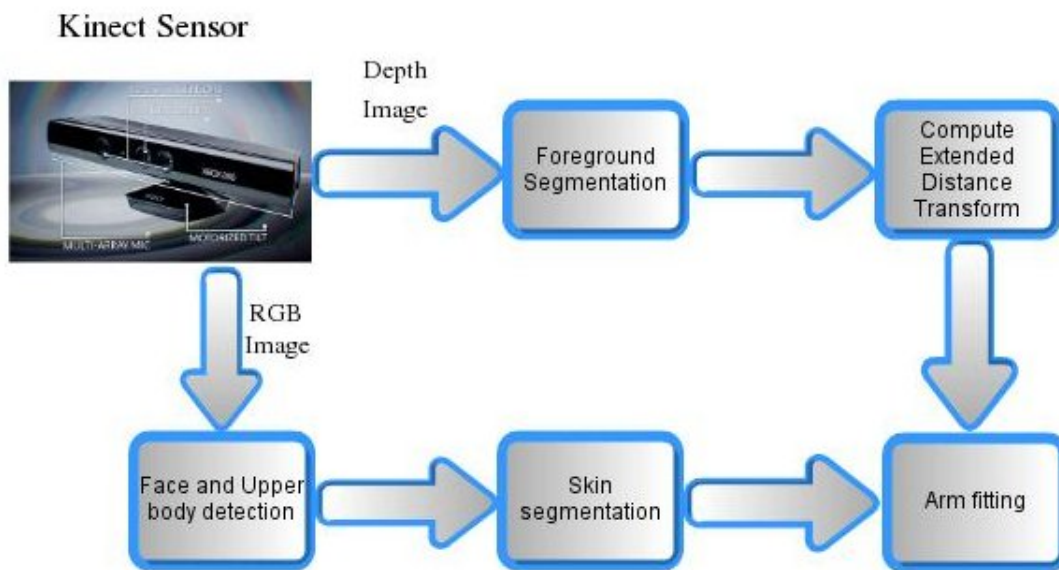 Kinect Sensor
Depth
Image
MULTI-ARRAY MIC
MOTORIZED TILT
Foreground
Segmentation
Compute
Extended
Distance
Transform
RGB
Image
Face and Upper
body detection
Skin
segmentation
Arm fitting